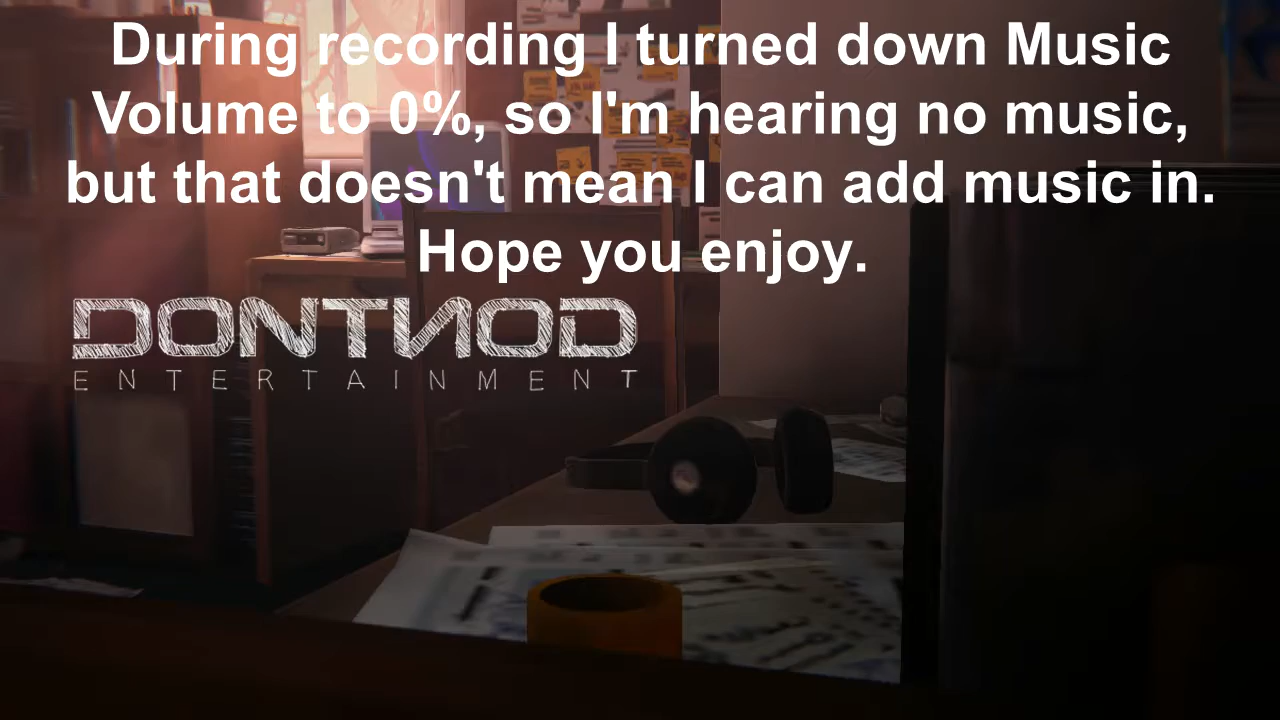 During recording I turned down Music
Volume to 0%, so I'm hearing no music,
but that doesn't mean I can add music in.
Hope you enjoy.
DONTNOD
ENTERTAINMENT